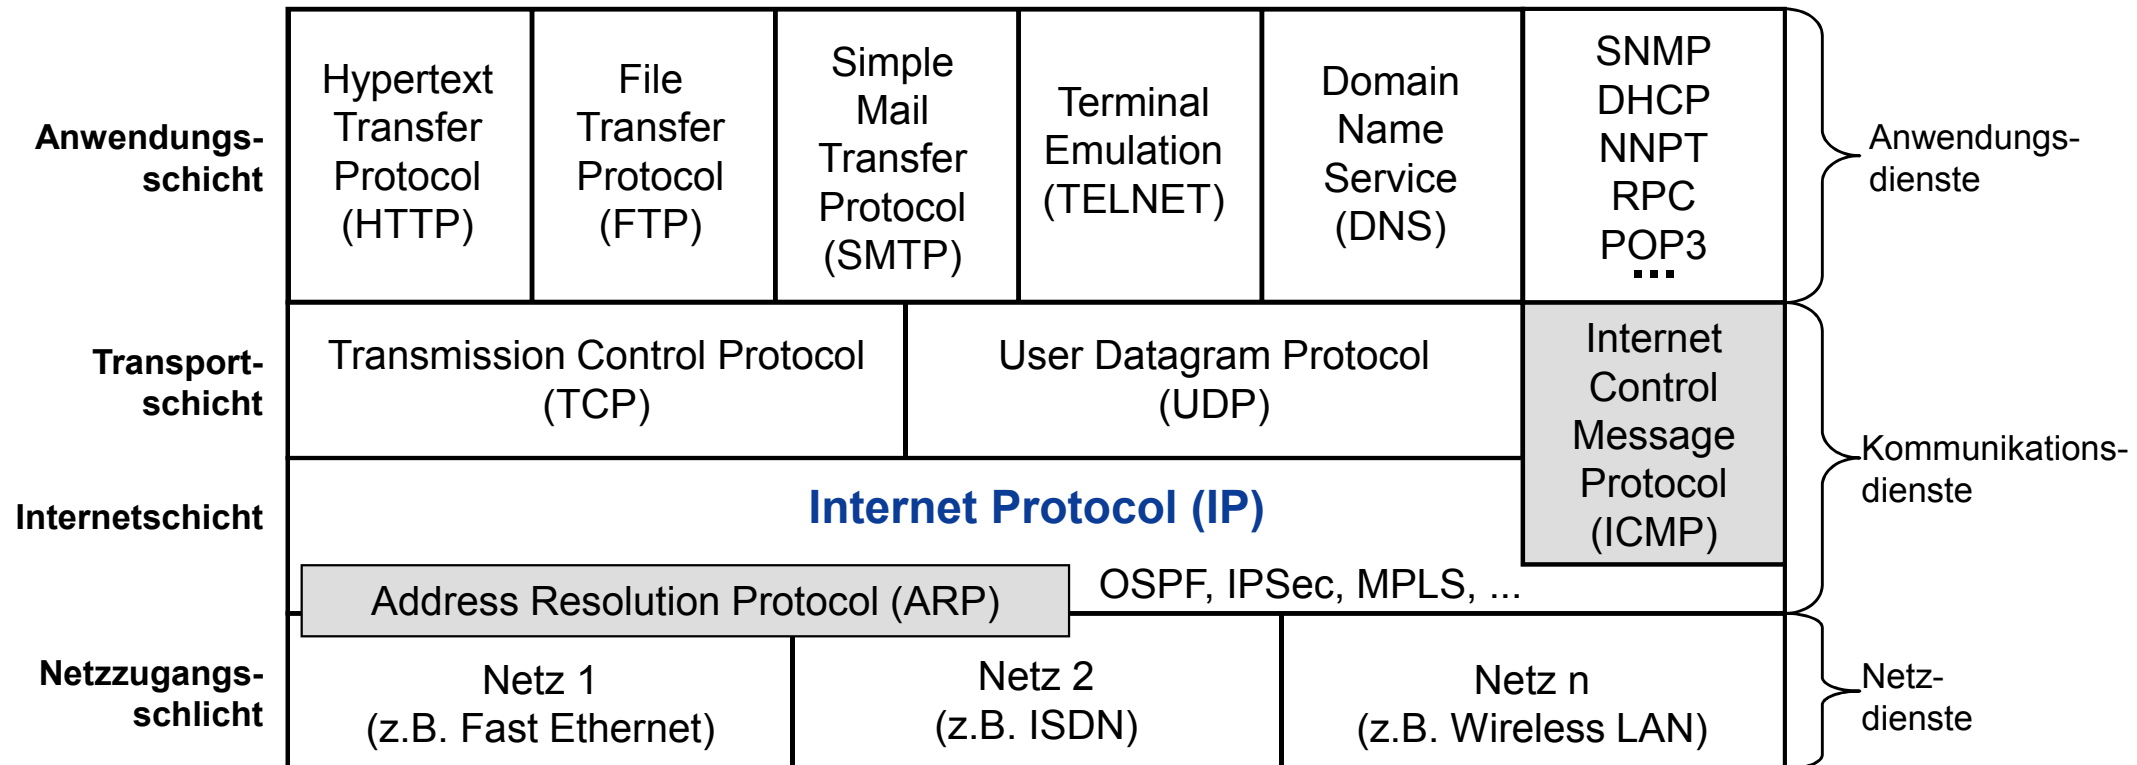 Anwendungs-
schicht
Hypertext
Transfer
Protocol
(HTTP)
File
Transfer
Protocol
(FTP)
Simple
Mail
Transfer
Protocol
(SMTP)
Terminal
Emulation
(TELNET)
Domain
Name
Service
(DNS)
SNMP
DHCP
NNPT
RPC
POP3
...
Anwendungs-
dienste
Transport-
schicht
Transmission Control Protocol
(TCP)
User Datagram Protocol
(UDP)
Internet
Control
Message
Protocol
(ICMP)
Kommunikations-
dienste
Internetschicht
Internet Protocol (IP)
Address Resolution Protocol (ARP)
OSPF, IPSec, MPLS, ...
Netzzugangs-
schlicht
Netz 1
(z.B. Fast Ethernet)
Netz 2
(z.B. ISDN)
Netz n
(z.B. Wireless LAN)
Netz-
dienste